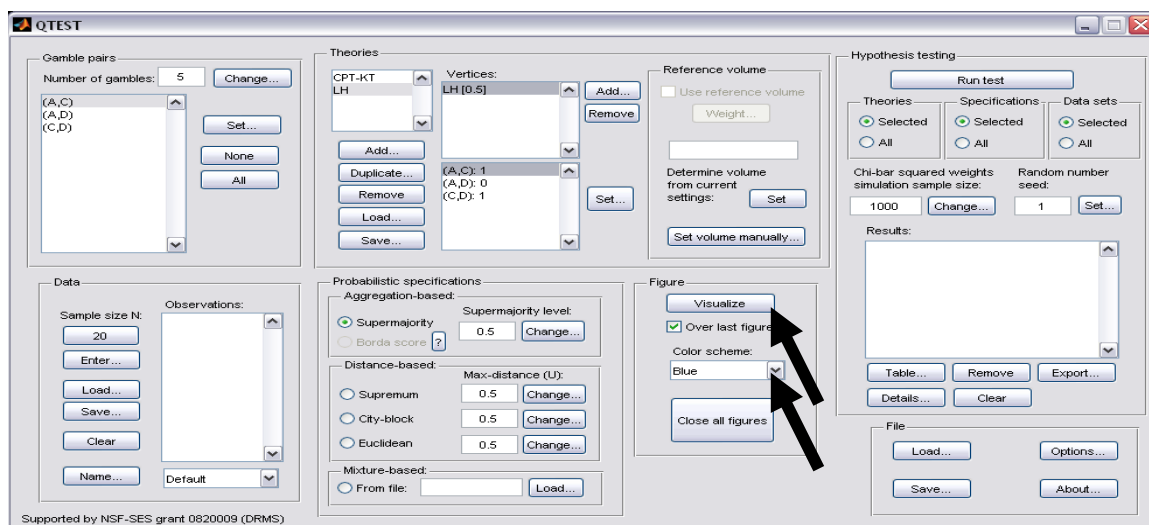 QTEST
Gamble pairs
Number of gambles: 5 Change...
(A,C)
(A,D)
(C,D)
Set...
None
All
Theories
CPT-KT
LH
Add...
Duplicate...
Remove
Load...
Save...
Vertices:
LH [0.5]
Add...
Remove
(A,C): 1
(A,D): 0
(C,D): 1
Set...
Reference volume
Use reference volume
Weight...
Determine volume
from current
settings: Set
Set volume manually...
Hypothesis testing
Run test
Theories
Selected
All
Specifications
Selected
All
Data sets
Selected
All
Chi-bar squared weights
simulation sample size:
1000 Change...
Random number
seed:
1 Set...
Results:
Table... Remove Export...
Details... Clear
Data
Sample size N:
20
Enter...
Load...
Save...
Clear
Name...
Observations:
Default
Probabilistic specifications
Aggregation-based:
Supermajority
Borda score ?
Supermajority level:
0.5 Change...
Distance-based:
Max-distance (U):
Supremum 0.5 Change...
City-block 0.5 Change...
Euclidean 0.5 Change...
Mixture-based:
From file: Load...
Figure
Visualize
Over last figure
Color scheme:
Blue
Close all figures
File
Load... Options...
Save... About...
Supported by NSF-SES grant 0820009 (DRMS)